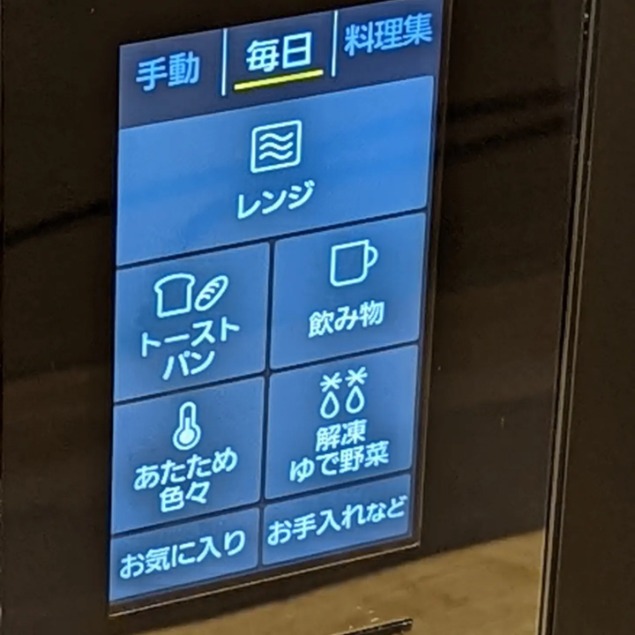 手動 毎日 料理集
レンジ
トースト
パン
飲み物
あたため
色々
解凍
ゆで野菜
お気に入り
お手入れなど